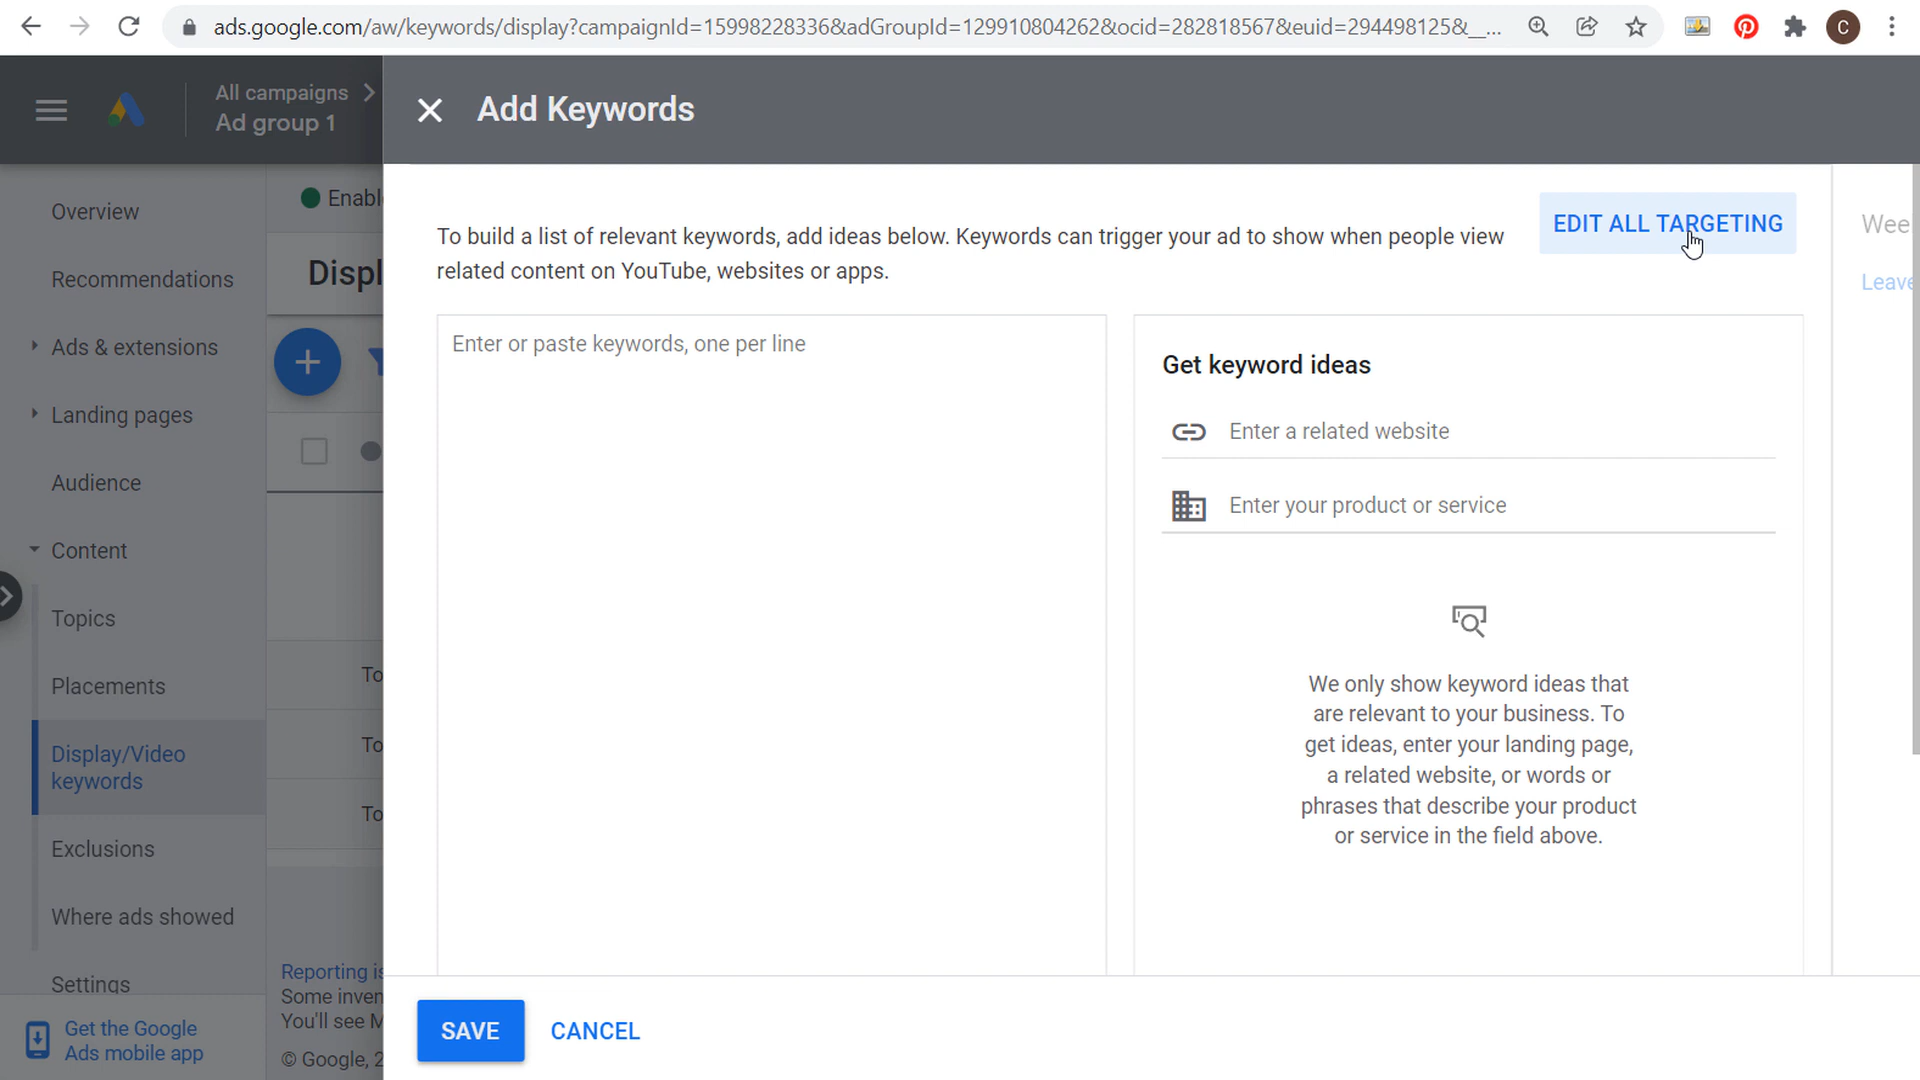 ads.google.com/aw/keywords/display?campaignId=15998228336&adGroupId=129910804262&ocid=282818567&euid=294498125&__...
C
All campaigns
Ad group 1
Add Keywords
Overview
Recommendations
Ads & extensions
Landing pages
Audience
Content
Topics
Placements
Display/Video
keywords
Exclusions
Where ads showed
Settings
Get the Google
Ads mobile app
Enabl
Displ
To
To
To
Reporting is
Some inven
You'll see M
© Google, 2
To build a list of relevant keywords, add ideas below. Keywords can trigger your ad to show when people view
related content on YouTube, websites or apps.
EDIT ALL TARGETING
Enter or paste keywords, one per line
Get keyword ideas
Enter a related website
Enter your product or service
We only show keyword ideas that
are relevant to your business. To
get ideas, enter your landing page,
a related website, or words or
phrases that describe your product
or service in the field above.
Wee
Leave
SAVE
CANCEL